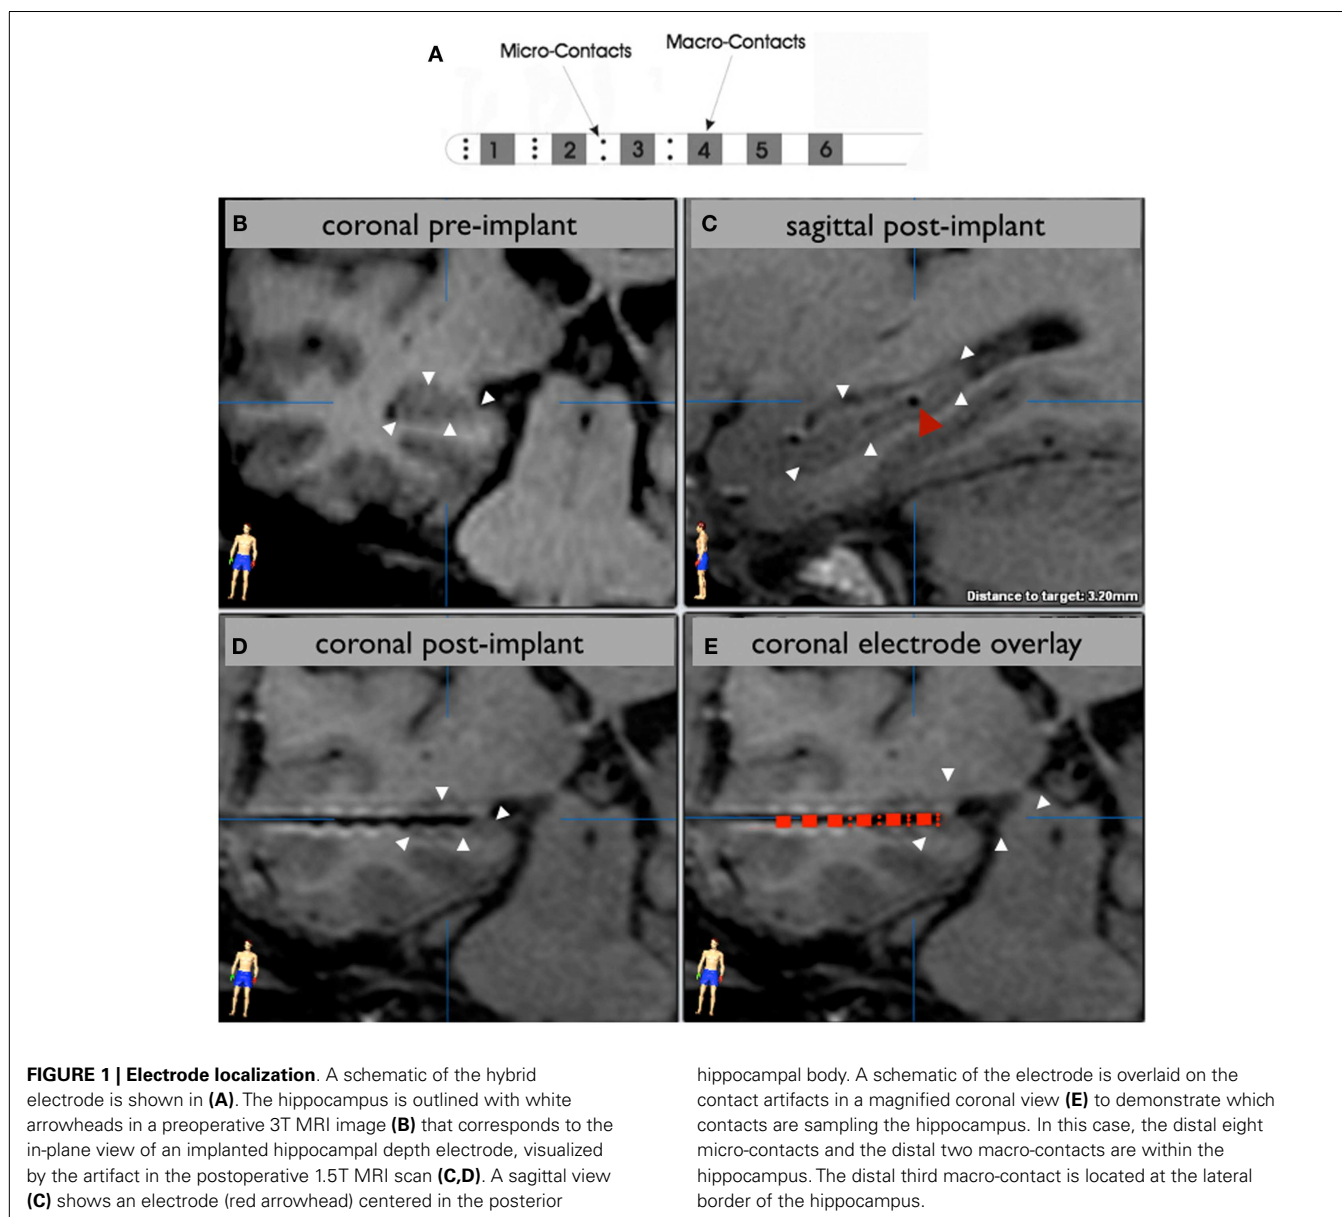 A
Micro-Contacts
Macro-Contacts
1 2 3 4 5 6
B coronal pre-implant
C sagittal post-implant
Distance to target: 3.20mm
D coronal post-implant
E coronal electrode overlay
FIGURE 1 | Electrode localization. A schematic of the hybrid
electrode is shown in (A). The hippocampus is outlined with white
arrowheads in a preoperative 3T MRI image (B) that corresponds to the
in-plane view of an implanted hippocampal depth electrode, visualized
by the artifact in the postoperative 1.5T MRI scan (C,D). A sagittal view
(C) shows an electrode (red arrowhead) centered in the posterior
hippocampal body. A schematic of the electrode is overlaid on the
contact artifacts in a magnified coronal view (E) to demonstrate which
contacts are sampling the hippocampus. In this case, the distal eight
micro-contacts and the distal two macro-contacts are within the
hippocampus. The distal third macro-contact is located at the lateral
border of the hippocampus.